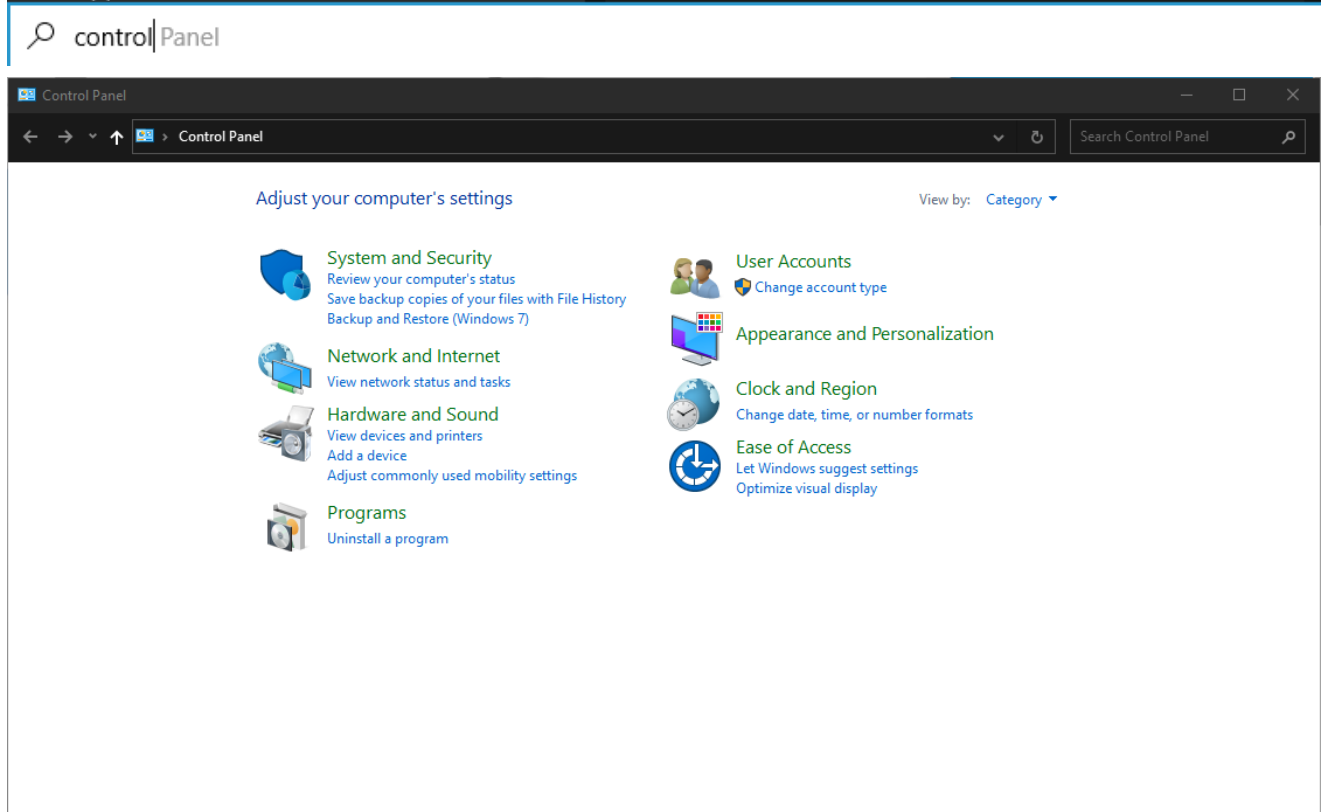 control Panel
Control Panel
Control Panel
Search Control Panel
Adjust your computer's settings
View by: Category
System and Security
Review your computer's status
Save backup copies of your files with File History
Backup and Restore (Windows 7)
Network and Internet
View network status and tasks
Hardware and Sound
View devices and printers
Add a device
Adjust commonly used mobility settings
Programs
Uninstall a program
User Accounts
Change account type
Appearance and Personalization
Clock and Region
Change date, time, or number formats
Ease of Access
Let Windows suggest settings
Optimize visual display